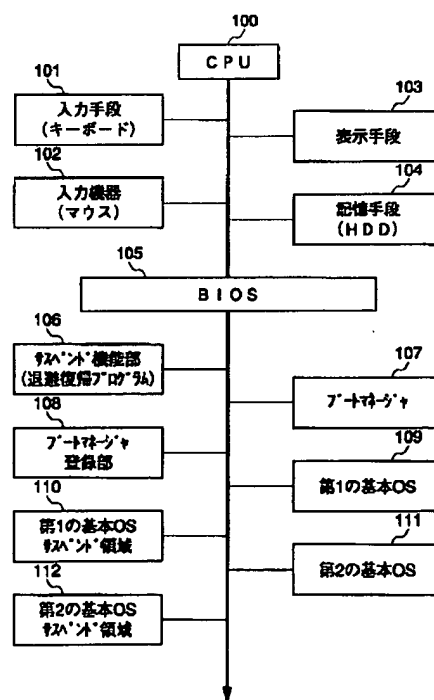 100
CPU
101
入力手段
(キーボード)
103
表示手段
102
入力機器
(マウス)
104
記憶手段
(HDD)
105
BIOS
106
ｻｽﾍﾟﾝﾄﾞ機能部
(退避復帰ﾌﾟﾛｸﾞﾗﾑ)
107
ﾌﾞｰﾄﾏﾈｰｼﾞｬ
108
ﾌﾞｰﾄﾏﾈｰｼﾞｬ
登録部
109
第1の基本OS
110
第1の基本OS
ｻｽﾍﾟﾝﾄﾞ領域
111
第2の基本OS
112
第2の基本OS
ｻｽﾍﾟﾝﾄﾞ領域